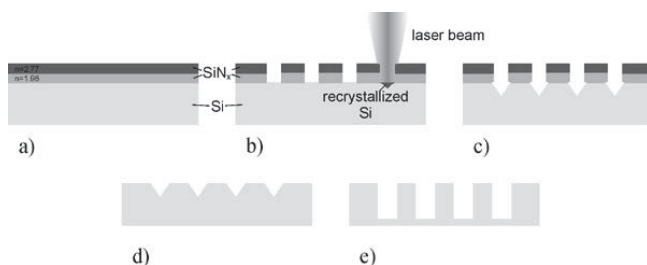 n=2.77
n=1.98
SiNx
Si
laser beam
recrystallized
Si
a)
b)
c)
d)
e)